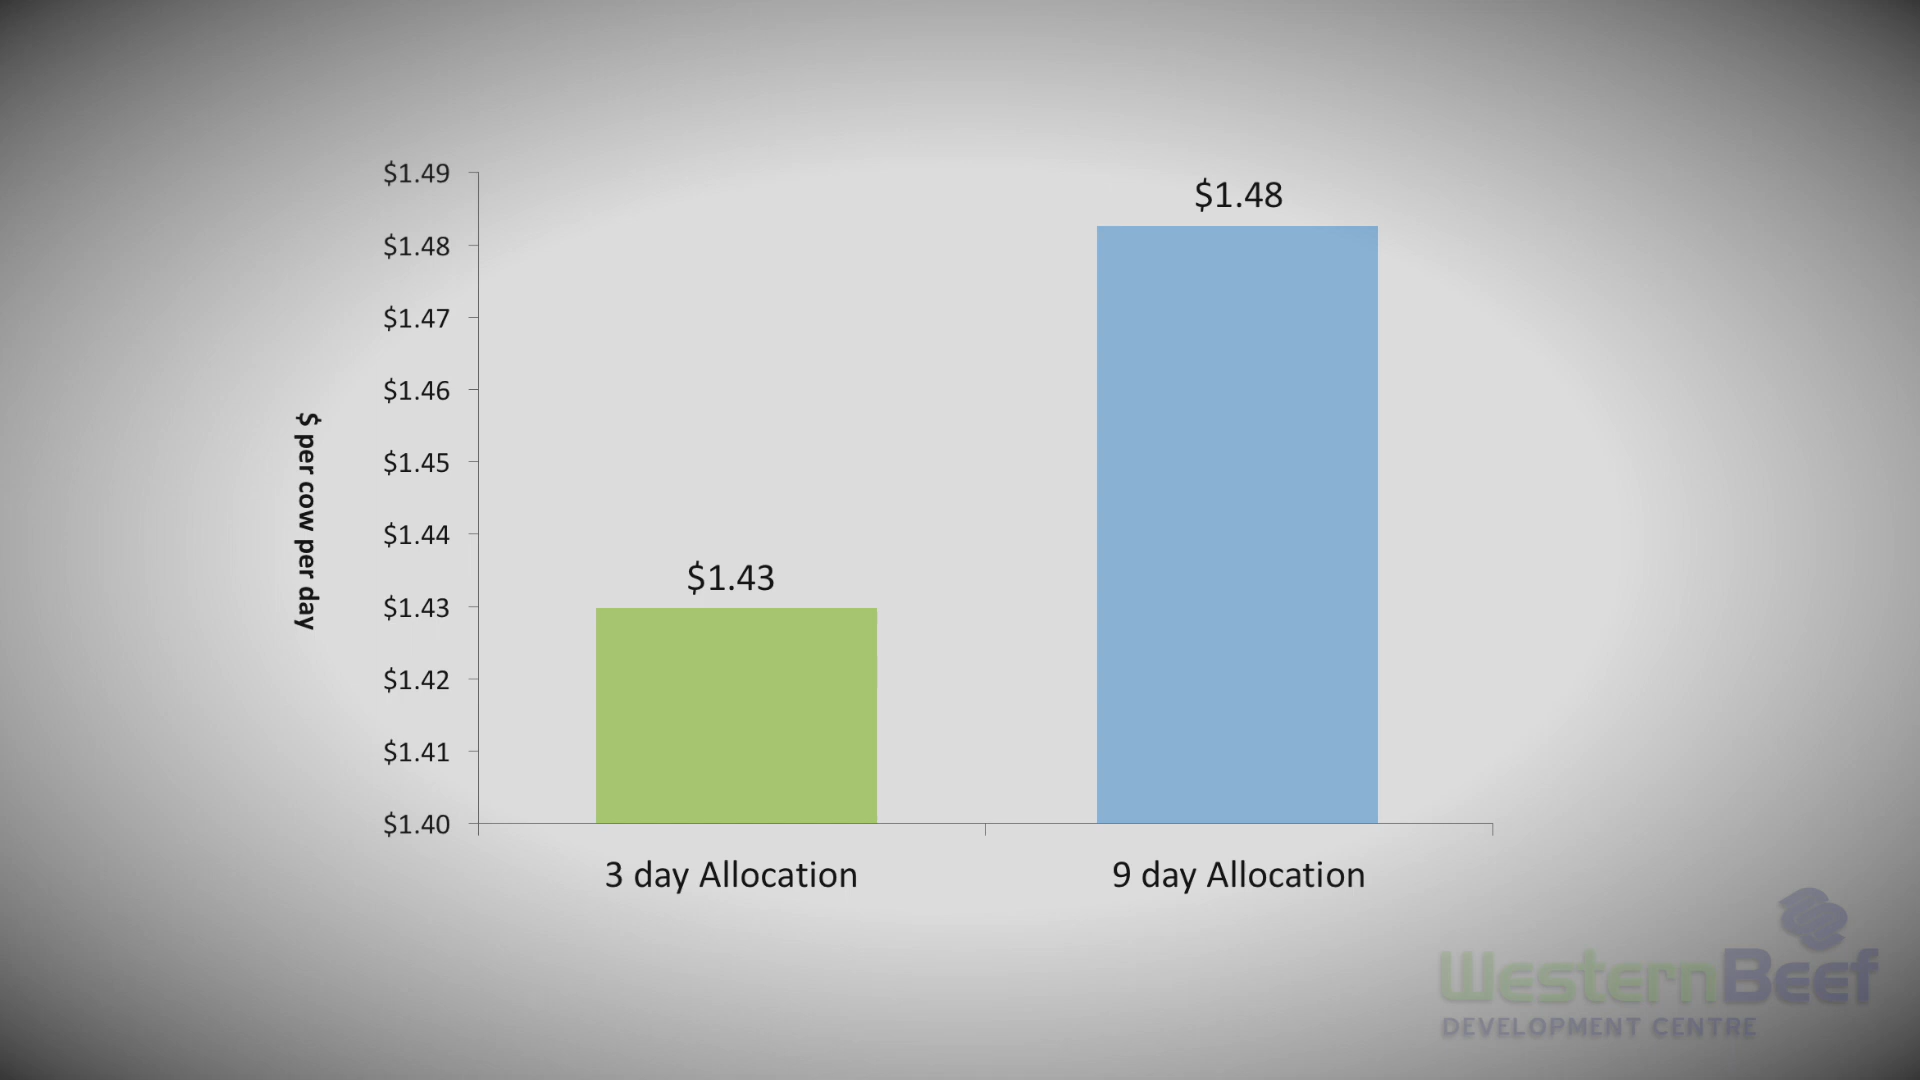 $1.49
$1.48
$1.48
$1.47
$1.46
$1.45
$1.44
$1.43
$1.43
$1.42
$1.41
$1.40
$ per cow per day
3 day Allocation
9 day Allocation
WesternBeef
DEVELOPMENT CENTRE